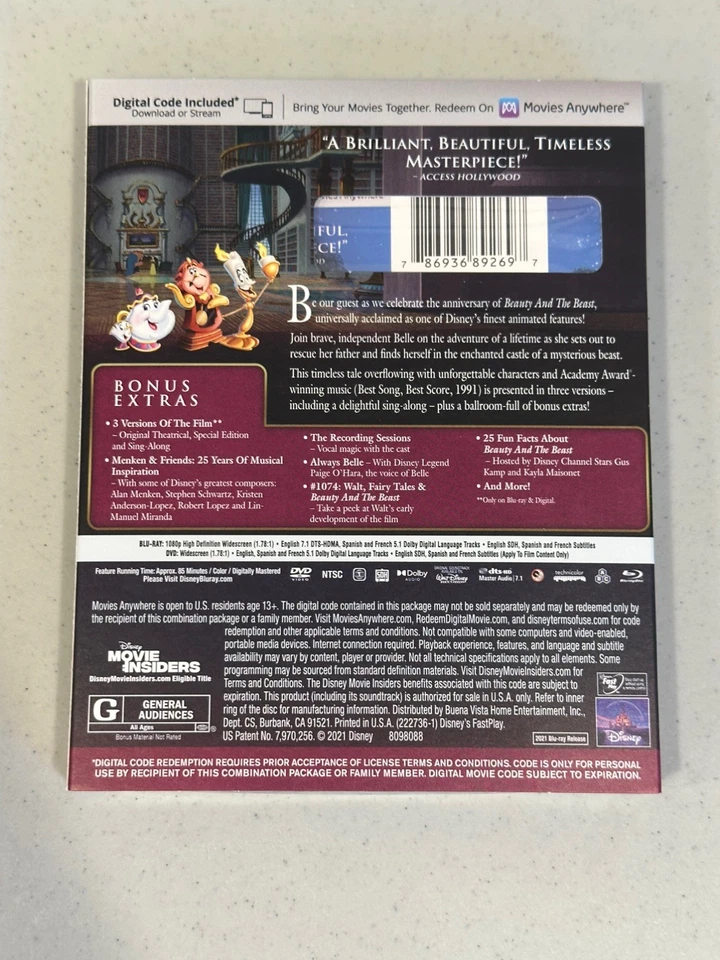 Digital Code Included*
Download or Stream
Bring Your Movies Together. Redeem On Movies Anywhere™
"A BRILLIANT, BEAUTIFUL, TIMELESS
MASTERPIECE!"
– ACCESS HOLLYWOOD
FUL,
CE!"
7 86936 89269 7
Be our guest as we celebrate the anniversary of Beauty And The Beast,
universally acclaimed as one of Disney's finest animated features!
Join brave, independent Belle on the adventure of a lifetime as she sets out to
rescue her father and finds herself in the enchanted castle of a mysterious beast.
This timeless tale overflowing with unforgettable characters and Academy Award®-
winning music (Best Song, Best Score, 1991) is presented in three versions –
including a delightful sing-along – plus a ballroom-full of bonus extras!
BONUS
EXTRAS
• 3 Versions Of The Film**
– Original Theatrical, Special Edition
and Sing-Along
• Menken & Friends: 25 Years Of Musical
Inspiration
– With some of Disney's greatest composers:
Alan Menken, Stephen Schwartz, Kristen
Anderson-Lopez, Robert Lopez and Lin-
Manuel Miranda
• The Recording Sessions
– Vocal magic with the cast
• Always Belle – With Disney Legend
Paige O'Hara, the voice of Belle
• #1074: Walt, Fairy Tales &
Beauty And The Beast
– Take a peek at Walt's early
development of the film
• 25 Fun Facts About
Beauty And The Beast
– Hosted by Disney Channel Stars Gus
Kamp and Kayla Maisonet
• And More!
**Only on Blu-ray & Digital.
BLU-RAY: 1080p High Definition Widescreen (1.78:1) • English 7.1 DTS-HDMA, Spanish and French 5.1 Dolby Digital Language Tracks • English SDH, Spanish and French Subtitles
DVD: Widescreen (1.78:1) • English, Spanish and French 5.1 Dolby Digital Language Tracks • English SDH, Spanish and French Subtitles (Apply To Film Content Only)
Feature Running Time: Approx. 85 Minutes / Color / Digitally Mastered
Please Visit DisneyBluray.com
DVD VIDEO NTSC Dolby AUDIO Walt Disney dts-HD Master Audio 7.1 technicolor Blu-ray
Movies Anywhere is open to U.S. residents age 13+. The digital code contained in this package may not be sold separately and may be redeemed only by
the recipient of this combination package or a family member. Visit MoviesAnywhere.com, RedeemDigitalMovie.com, and disneytermsofuse.com for code
redemption and other applicable terms and conditions. Not compatible with some computers and video-enabled,
portable media devices. Internet connection required. Playback experience, features, and language and subtitle
availability may vary by content, player or provider. Not all technical specifications apply to all elements. Some
programming may be sourced from standard definition materials. Visit DisneyMovieInsiders.com for
Terms and Conditions. The Disney Movie Insiders benefits associated with this code are subject to
expiration. This product (including its soundtrack) is authorized for sale in U.S. only. Refer to inner
ring of the disc for manufacturing information. Distributed by Buena Vista Home Entertainment, Inc.,
Dept. CS, Burbank, CA 91521. Printed in U.S.A. (222736-1) Disney's FastPlay.
US Patent No. 7,970,256. © 2021 Disney 8098088
Disney
MOVIE
INSIDERS
DisneyMovieInsiders.com Eligible Title
G GENERAL
AUDIENCES
All Ages
®
Bonus Material Not Rated
2021 Blu-ray Release
Disney
*DIGITAL CODE REDEMPTION REQUIRES PRIOR ACCEPTANCE OF LICENSE TERMS AND CONDITIONS. CODE IS ONLY FOR PERSONAL
USE BY RECIPIENT OF THIS COMBINATION PACKAGE OR FAMILY MEMBER. DIGITAL MOVIE CODE SUBJECT TO EXPIRATION.